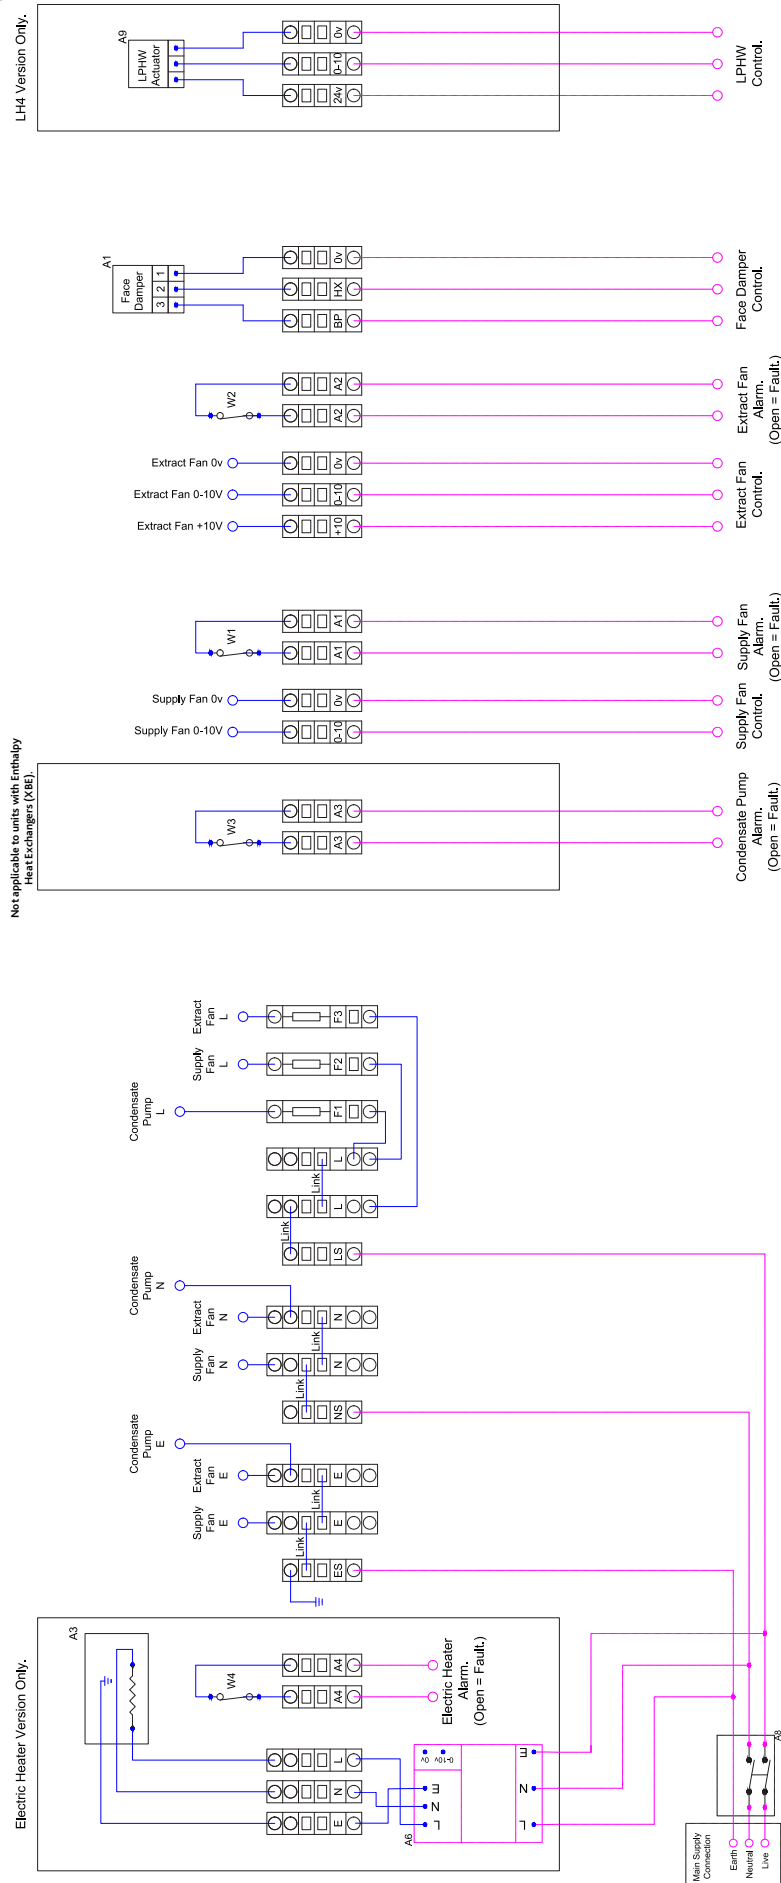 LH4 Version Only.
A9
LPHW
Actuator
0v
0-10
24v
LPHW
Control.
A1
Face
Damper
1
2
3
0v
HX
BP
Face Damper
Control.
W2
A2
A2
Extract Fan
Alarm.
(Open = Fault.)
Extract Fan 0v
Extract Fan 0-10V
Extract Fan +10V
0v
0-10
+10
Extract Fan
Control.
W1
A1
A1
Supply Fan
Alarm.
(Open = Fault.)
Supply Fan 0v
Supply Fan 0-10V
0v
0-10
Supply Fan
Control.
Not applicable to units with Enthalpy
Heat Exchangers (XBE).
W3
A3
A3
Condensate Pump
Alarm.
(Open = Fault.)
Extract
Fan
L
F3
Supply
Fan
L
F2
Condensate
Pump
L
F1
L
Link
L
Link
LS
Condensate
Pump
N
Extract
Fan
N
N
Link
Supply
Fan
N
N
Link
NS
Condensate
Pump
E
Extract
Fan
E
E
Link
Supply
Fan
E
E
Link
ES
Electric Heater Version Only.
A3
W4
A4
A4
Electric Heater
Alarm.
(Open = Fault.)
L
N
E
A6
0v
0-10v
E
N
L
E
N
L
A8
Main Supply
Connection
Earth
Neutral
Live